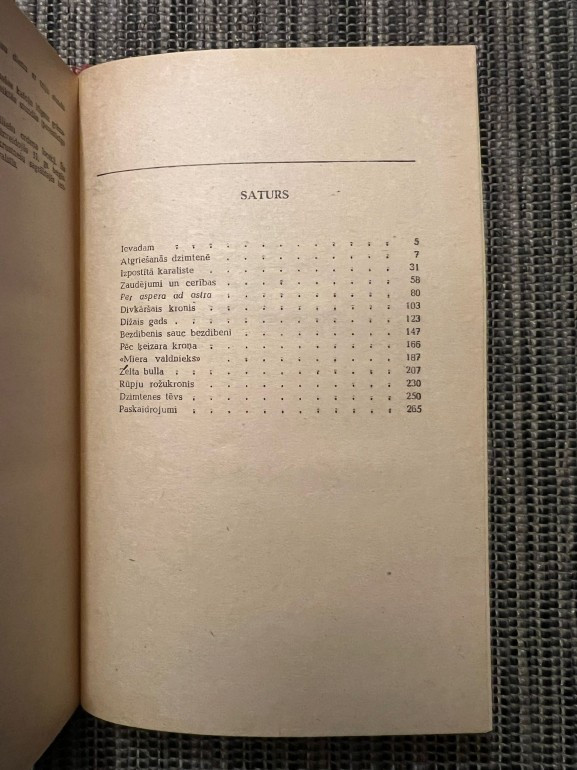 SATURS
Ievadam 5
Atgriešanās dzimtenē 7
Izpostītā karaliste 31
Zaudējumi un cerības 58
Per aspera ad astra 80
Divkāršais kronis 103
Dižais gads 123
Bezdibenis sauc bezdibeni 147
Pēc ķeizara kroņa 166
«Miera valdnieks» 187
Zelta bulla 207
Rūpju rožukronis 230
Dzimtenes tēvs 250
Paskaidrojumi 265